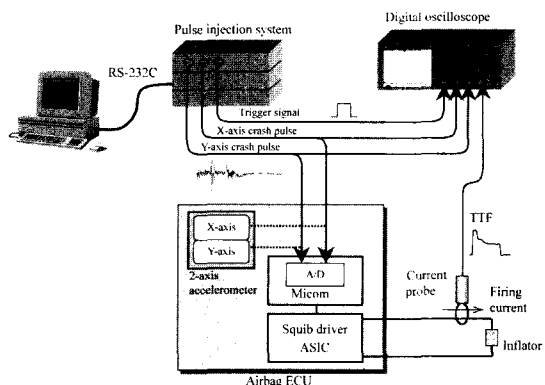 Pulse injection system
Digital oscilloscope
RS-232C
Trigger signal
X-axis crash pulse
Y-axis crash pulse
TTF
X-axis
Y-axis
2-axis
accelerometer
A/D
Micom
Current
probe
Firing
current
Squib driver
ASIC
Inflator
Airbag ECU